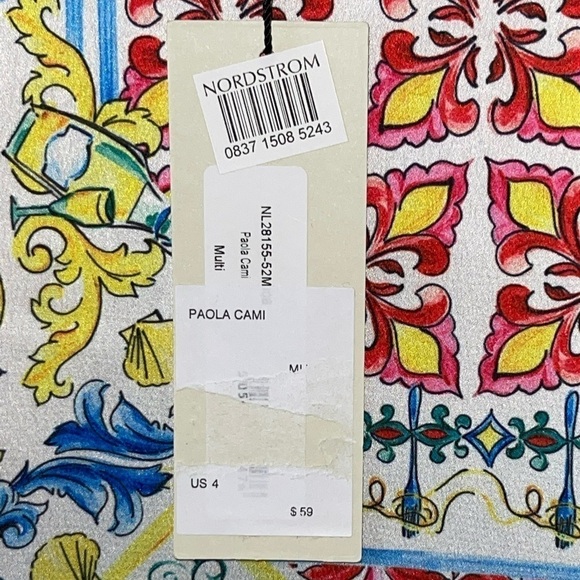 NORDSTROM
0837 1508 5243
NL28155-52M
Paola Cami
Multi
PAOLA CAMI
US 4
$ 59